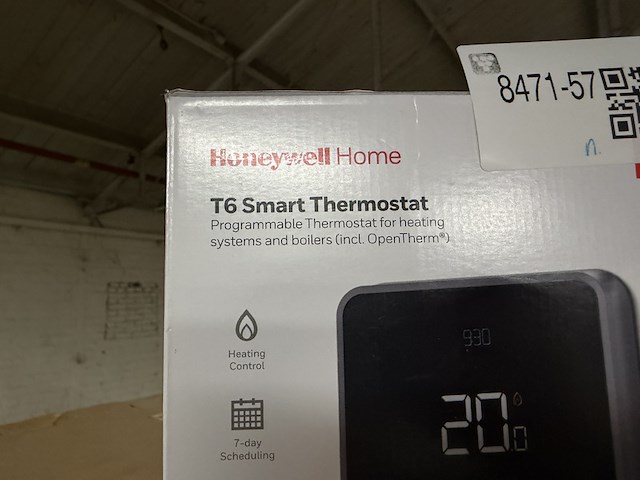 8471-57
n.
Honeywell Home
T6 Smart Thermostat
Programmable Thermostat for heating
systems and boilers (incl. OpenTherm®)
Heating
Control
7-day
Scheduling
9:30
20.0